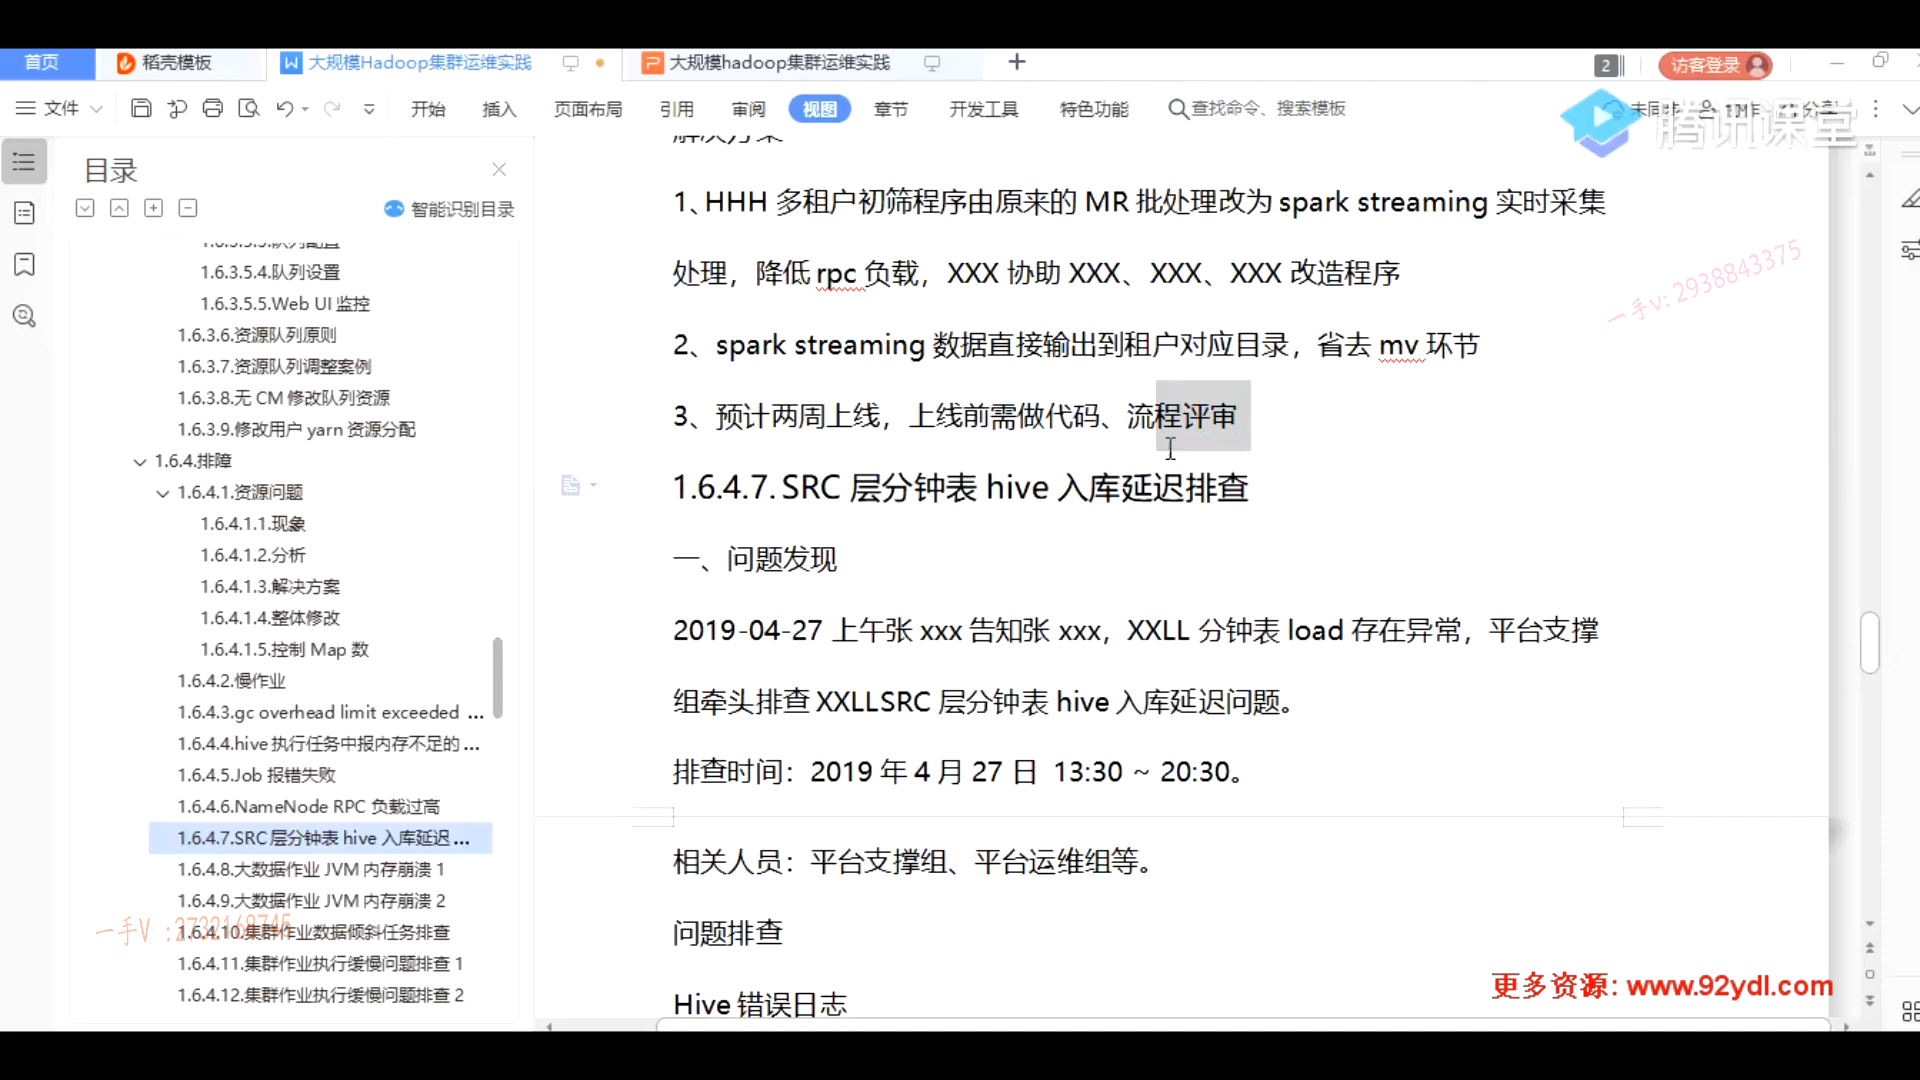 首页
稻壳模板
大规模Hadoop集群运维实践
大规模hadoop集群运维实践
2
访客登录
文件
开始
插入
页面布局
引用
审阅
视图
章节
开发工具
特色功能
查找命令、搜索模板
腾讯课堂
目录
智能识别目录
1.6.3.5.3.队列配置
1.6.3.5.4.队列设置
1.6.3.5.5.Web UI 监控
1.6.3.6.资源队列原则
1.6.3.7.资源队列调整案例
1.6.3.8.无 CM 修改队列资源
1.6.3.9.修改用户 yarn 资源分配
1.6.4.排障
1.6.4.1.资源问题
1.6.4.1.1.现象
1.6.4.1.2.分析
1.6.4.1.3.解决方案
1.6.4.1.4.整体修改
1.6.4.1.5.控制 Map 数
1.6.4.2.慢作业
1.6.4.3.gc overhead limit exceeded ...
1.6.4.4.hive 执行任务中报内存不足的 ...
1.6.4.5.Job 报错失败
1.6.4.6.NameNode RPC 负载过高
1.6.4.7.SRC 层分钟表 hive 入库延迟 ...
1.6.4.8.大数据作业 JVM 内存崩溃 1
1.6.4.9.大数据作业 JVM 内存崩溃 2
1.6.4.10.集群作业数据倾斜任务排查
1.6.4.11.集群作业执行缓慢问题排查 1
1.6.4.12.集群作业执行缓慢问题排查 2
解决方案
1、HHH 多租户初筛程序由原来的 MR 批处理改为 spark streaming 实时采集
处理，降低 rpc 负载，XXX 协助 XXX、XXX、XXX 改造程序
2、spark streaming 数据直接输出到租户对应目录，省去 mv 环节
3、预计两周上线，上线前需做代码、流程评审
1.6.4.7. SRC 层分钟表 hive 入库延迟排查
一、问题发现
2019-04-27 上午张 xxx 告知张 xxx，XXLL 分钟表 load 存在异常，平台支撑
组牵头排查 XXLLSRC 层分钟表 hive 入库延迟问题。
排查时间：2019 年 4 月 27 日 13:30 ~ 20:30。
相关人员：平台支撑组、平台运维组等。
问题排查
Hive 错误日志
一手v: 2938843375
更多资源: www.92ydl.com